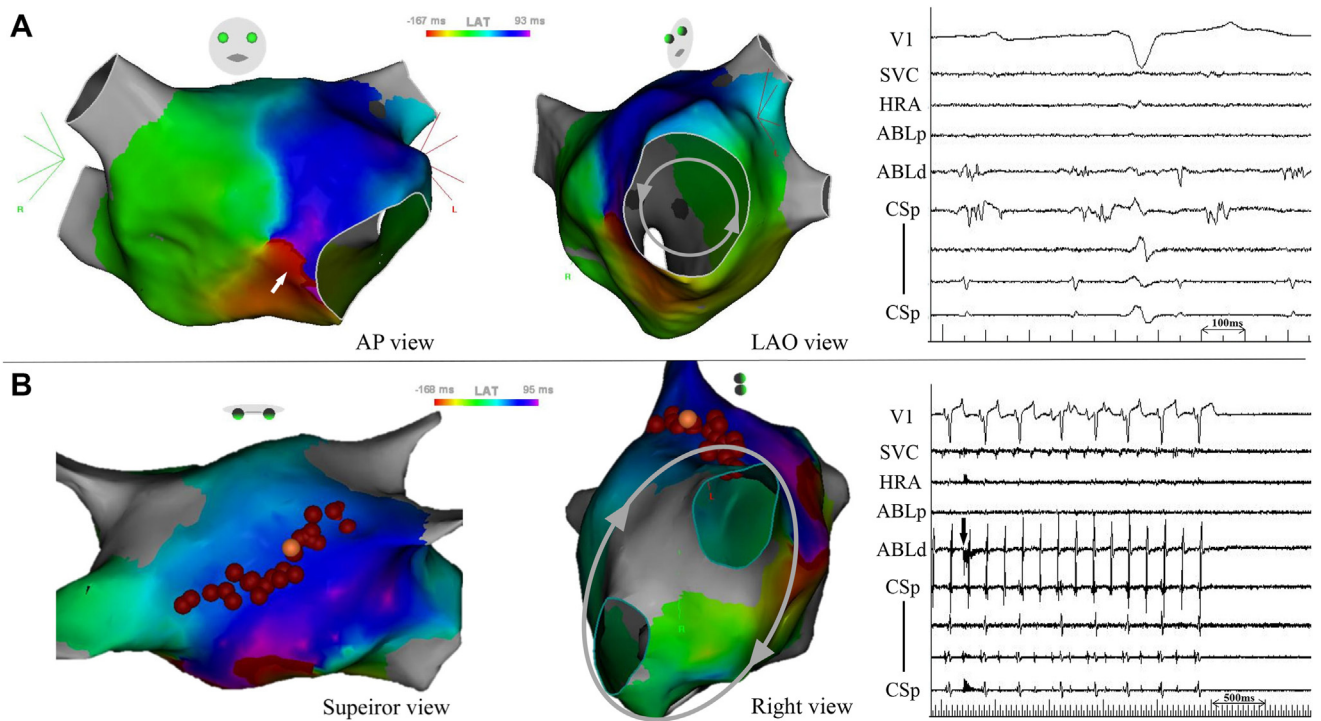 A
-167 ms LAT 93 ms
R
L
AP view
R
LAO view
V1
SVC
HRA
ABLp
ABLd
CSp
CSp
100ms
B
-168 ms LAT 95 ms
Supeiror view
R
Right view
V1
SVC
HRA
ABLp
ABLd
CSp
CSp
500ms